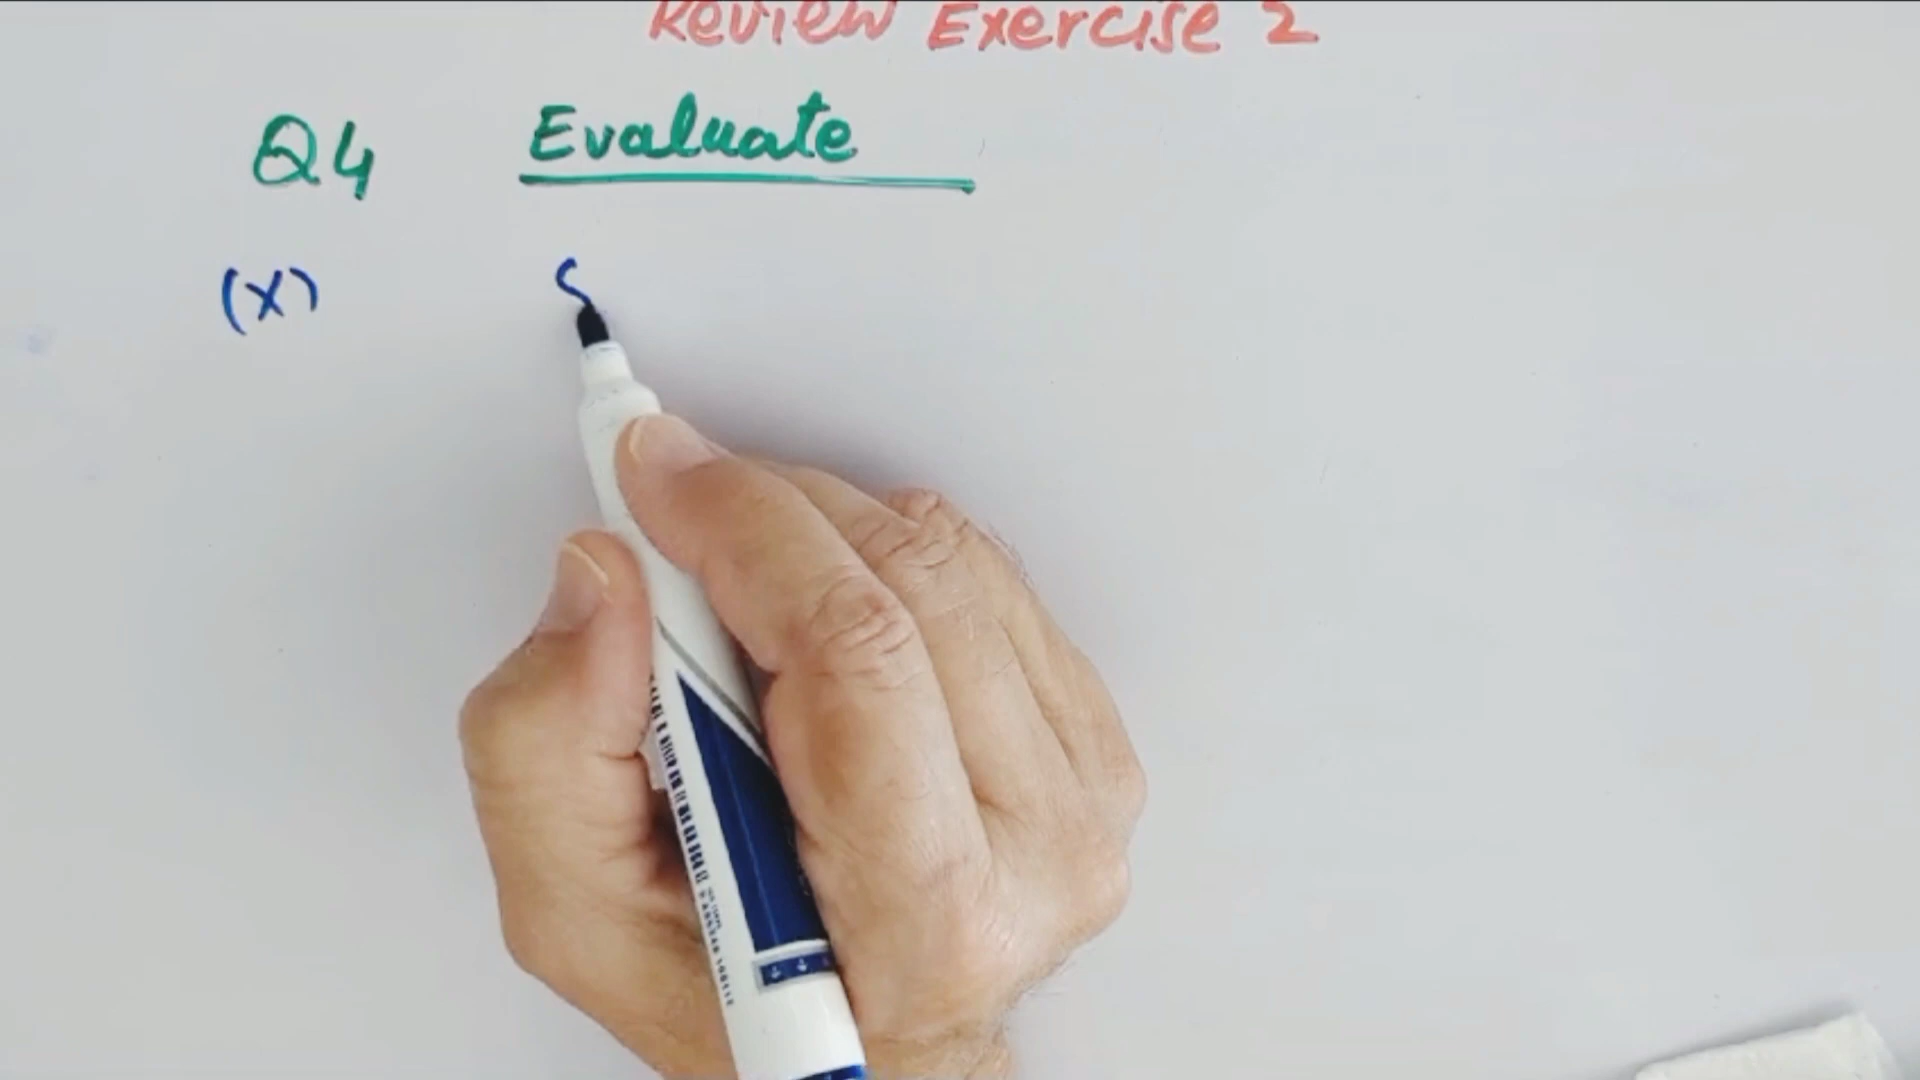 Review Exercise 2
Q4 Evaluate
(x)
S